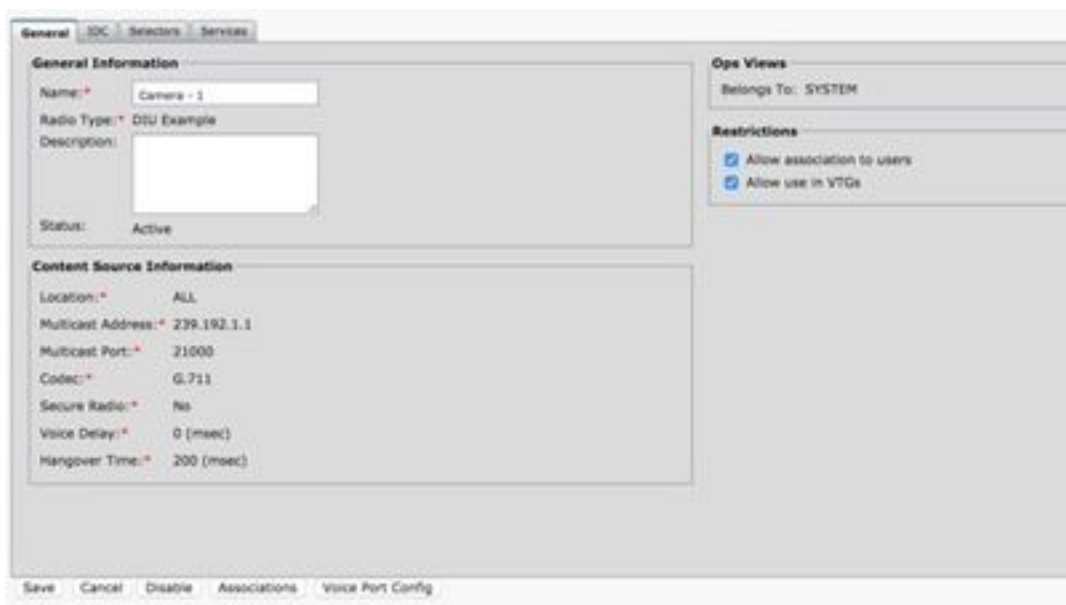 General IDC Selectors Services
General Information
Name:* Camera - 1
Radio Type:* DIU Example
Description:
Status: Active
Content Source Information
Location:* ALL
Multicast Address:* 239.192.1.1
Multicast Port:* 21000
Codec:* G.711
Secure Radio:* No
Voice Delay:* 0 (msec)
Hangover Time:* 200 (msec)
Ops Views
Belongs To: SYSTEM
Restrictions
Allow association to users
Allow use in VTGs
Save Cancel Disable Associations Voice Port Config